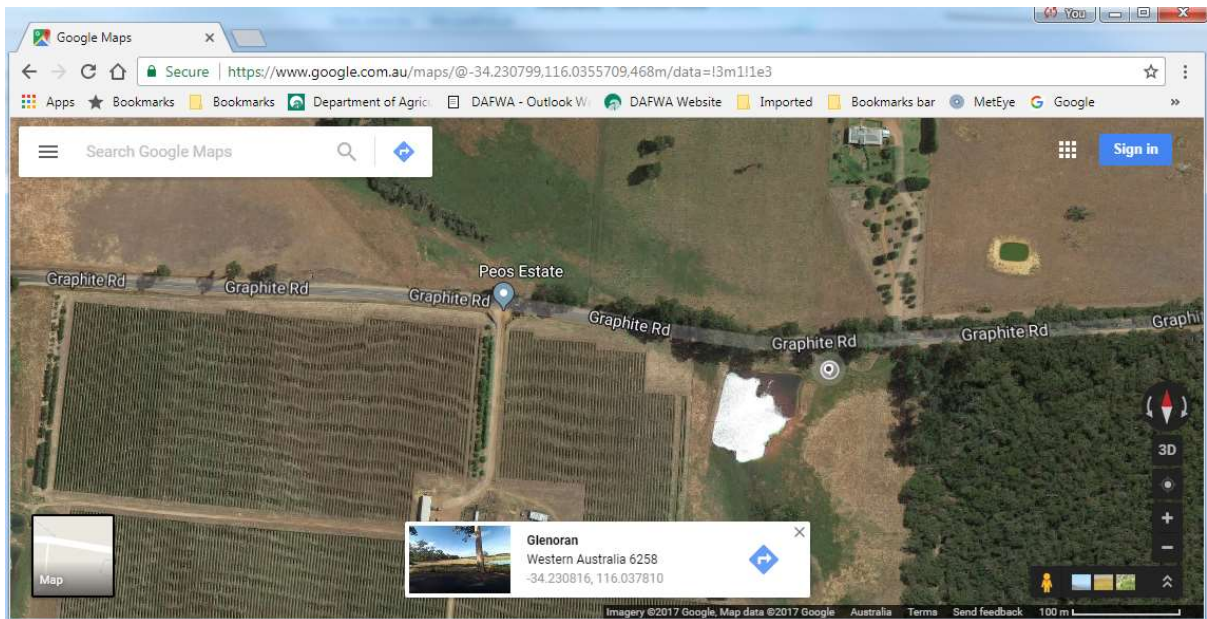 You
Google Maps
Secure https://www.google.com.au/maps/@-34.230799,116.0355709,468m/data=!3m1!1e3
Apps Bookmarks Bookmarks Department of Agric DAFWA - Outlook W DAFWA Website Imported Bookmarks bar MetEye Google »
Search Google Maps
Sign in
Peos Estate
Graphite Rd
Graphite Rd
Graphite Rd
Graphite Rd
Graphite Rd
Graphite Rd
Graphi
3D
Glenoran
Western Australia 6258
-34.230816, 116.037810
Map
Imagery ©2017 Google, Map data ©2017 Google Australia Terms Send feedback 100 m